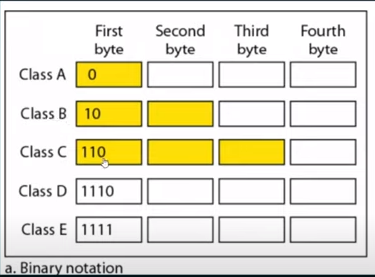 First Second Third Fourth
byte byte byte byte
Class A 0
Class B 10
Class C 110
Class D 1110
Class E 1111
a. Binary notation